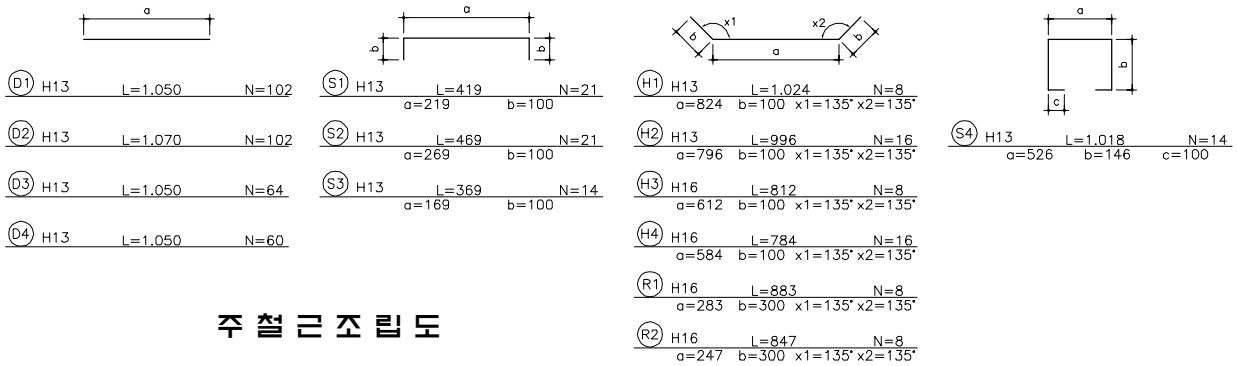 a
D1 H13 L=1.050 N=102
D2 H13 L=1.070 N=102
D3 H13 L=1.050 N=64
D4 H13 L=1.050 N=60
a
b b
S1 H13 L=419 N=21
a=219 b=100
S2 H13 L=469 N=21
a=269 b=100
S3 H13 L=369 N=14
a=169 b=100
x1 x2
b b
a
H1 H13 L=1.024 N=8
a=824 b=100 x1=135° x2=135°
H2 H13 L=996 N=16
a=796 b=100 x1=135° x2=135°
H3 H16 L=812 N=8
a=612 b=100 x1=135° x2=135°
H4 H16 L=784 N=16
a=584 b=100 x1=135° x2=135°
R1 H16 L=883 N=8
a=283 b=300 x1=135° x2=135°
R2 H16 L=847 N=8
a=247 b=300 x1=135° x2=135°
a
b
c
S4 H13 L=1.018 N=14
a=526 b=146 c=100
주철근조립도